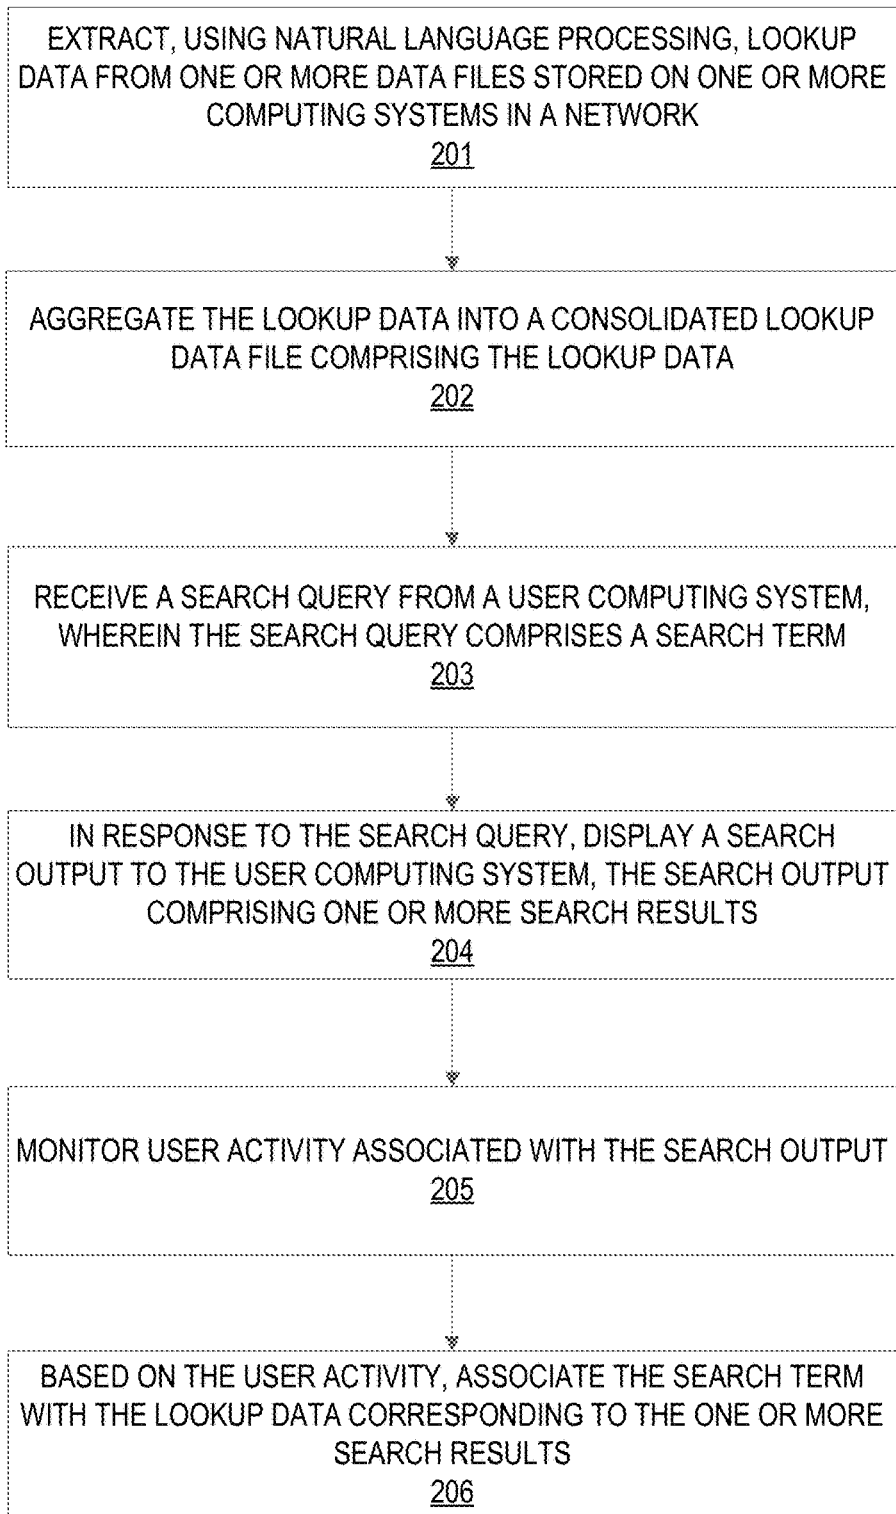 EXTRACT, USING NATURAL LANGUAGE PROCESSING, LOOKUP
DATA FROM ONE OR MORE DATA FILES STORED ON ONE OR MORE
COMPUTING SYSTEMS IN A NETWORK
201
AGGREGATE THE LOOKUP DATA INTO A CONSOLIDATED LOOKUP
DATA FILE COMPRISING THE LOOKUP DATA
202
RECEIVE A SEARCH QUERY FROM A USER COMPUTING SYSTEM,
WHEREIN THE SEARCH QUERY COMPRISES A SEARCH TERM
203
IN RESPONSE TO THE SEARCH QUERY, DISPLAY A SEARCH
OUTPUT TO THE USER COMPUTING SYSTEM, THE SEARCH OUTPUT
COMPRISING ONE OR MORE SEARCH RESULTS
204
MONITOR USER ACTIVITY ASSOCIATED WITH THE SEARCH OUTPUT
205
BASED ON THE USER ACTIVITY, ASSOCIATE THE SEARCH TERM
WITH THE LOOKUP DATA CORRESPONDING TO THE ONE OR MORE
SEARCH RESULTS
206